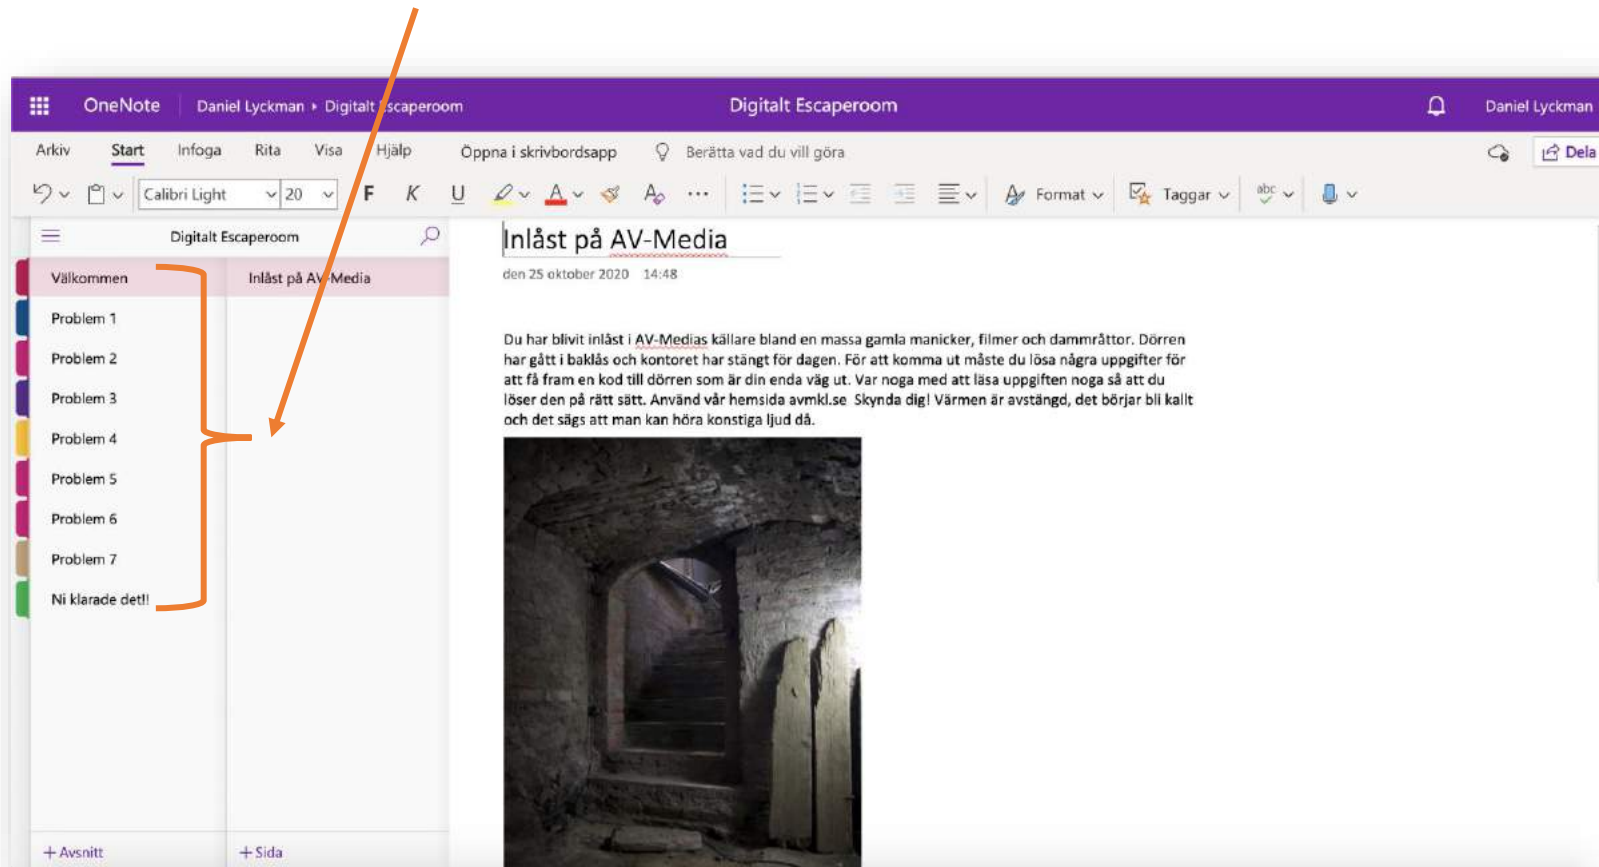 OneNote Daniel Lyckman ▸ Digitalt Escaperoom Digitalt Escaperoom Daniel Lyckman
Arkiv Start Infoga Rita Visa Hjälp Öppna i skrivbordsapp Berätta vad du vill göra Dela
Calibri Light 20 F K U A A ... Format Taggar abc
Digitalt Escaperoom
Välkommen
Problem 1
Problem 2
Problem 3
Problem 4
Problem 5
Problem 6
Problem 7
Ni klarade det!!
+ Avsnitt
Inlåst på AV-Media
+ Sida
Inlåst på AV-Media
den 25 oktober 2020 14:48
Du har blivit inlåst i AV-Medias källare bland en massa gamla manicker, filmer och dammråttor. Dörren
har gått i baklås och kontoret har stängt för dagen. För att komma ut måste du lösa några uppgifter för
att få fram en kod till dörren som är din enda väg ut. Var noga med att läsa uppgiften noga så att du
löser den på rätt sätt. Använd vår hemsida avmkl.se Skynda dig! Värmen är avstängd, det börjar bli kallt
och det sägs att man kan höra konstiga ljud då.